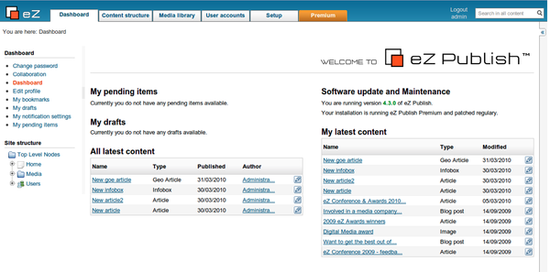 eZ
Dashboard
Content structure
Media library
User accounts
Setup
Premium
Logout
admin
Search in all content
You are here: Dashboard
Dashboard
Change password
Collaboration
Dashboard
Edit profile
My bookmarks
My drafts
My notification settings
My pending items
Site structure
Top Level Nodes
Home
Media
Users
WELCOME TO eZ Publish™
My pending items
Currently you do not have any pending items available.
My drafts
Currently you do not have any drafts available.
All latest content
Name Type Published Author
New goe article Geo Article 31/03/2010 Administra...
New infobox Infobox 30/03/2010 Administra...
New article2 Article 30/03/2010 Administra...
New article Article 30/03/2010 Administra...
Software update and Maintenance
You are running version 4.3.0 of eZ Publish.
Your installation is running eZ Publish Premium and patched regulary.
My latest content
Name Type Modified
New goe article Geo Article 31/03/2010
New infobox Infobox 30/03/2010
New article2 Article 30/03/2010
New article Article 30/03/2010
eZ Conference & Awards 2010... Article 05/03/2010
Involved in a media company... Blog post 14/09/2009
2009 eZ Awards winners Article 14/09/2009
Digital Media award Image 14/09/2009
Want to get the best out of... Blog post 14/09/2009
eZ Conference 2009 - feedba... Article 14/09/2009